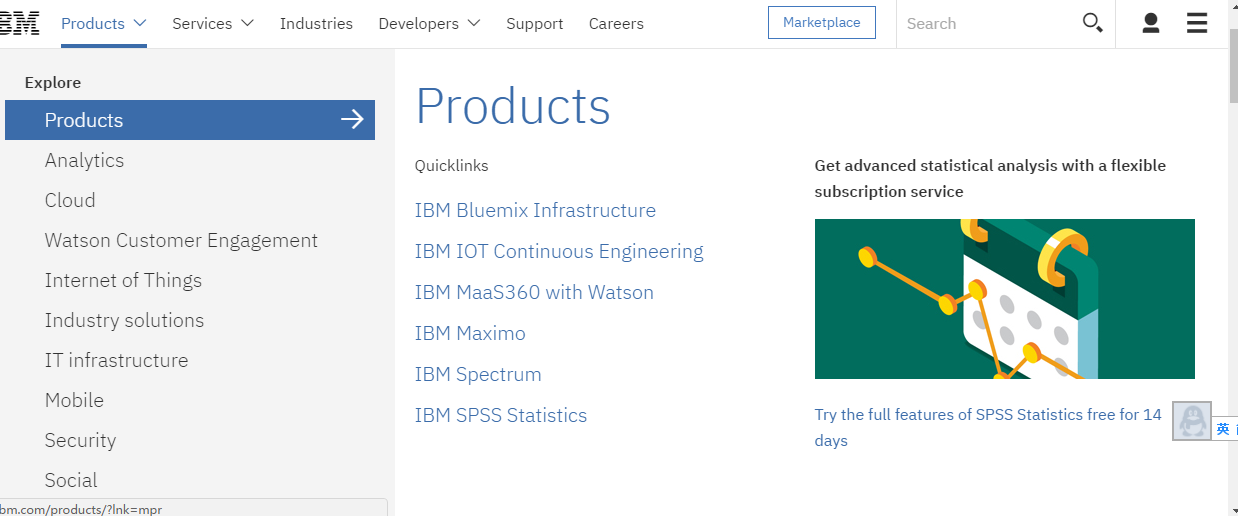 BM
Products
Services
Industries
Developers
Support
Careers
Marketplace
Search
Explore
Products
Analytics
Cloud
Watson Customer Engagement
Internet of Things
Industry solutions
IT infrastructure
Mobile
Security
Social
Products
Quicklinks
IBM Bluemix Infrastructure
IBM IOT Continuous Engineering
IBM MaaS360 with Watson
IBM Maximo
IBM Spectrum
IBM SPSS Statistics
Get advanced statistical analysis with a flexible
subscription service
Try the full features of SPSS Statistics free for 14
days
英
bm.com/products/?lnk=mpr